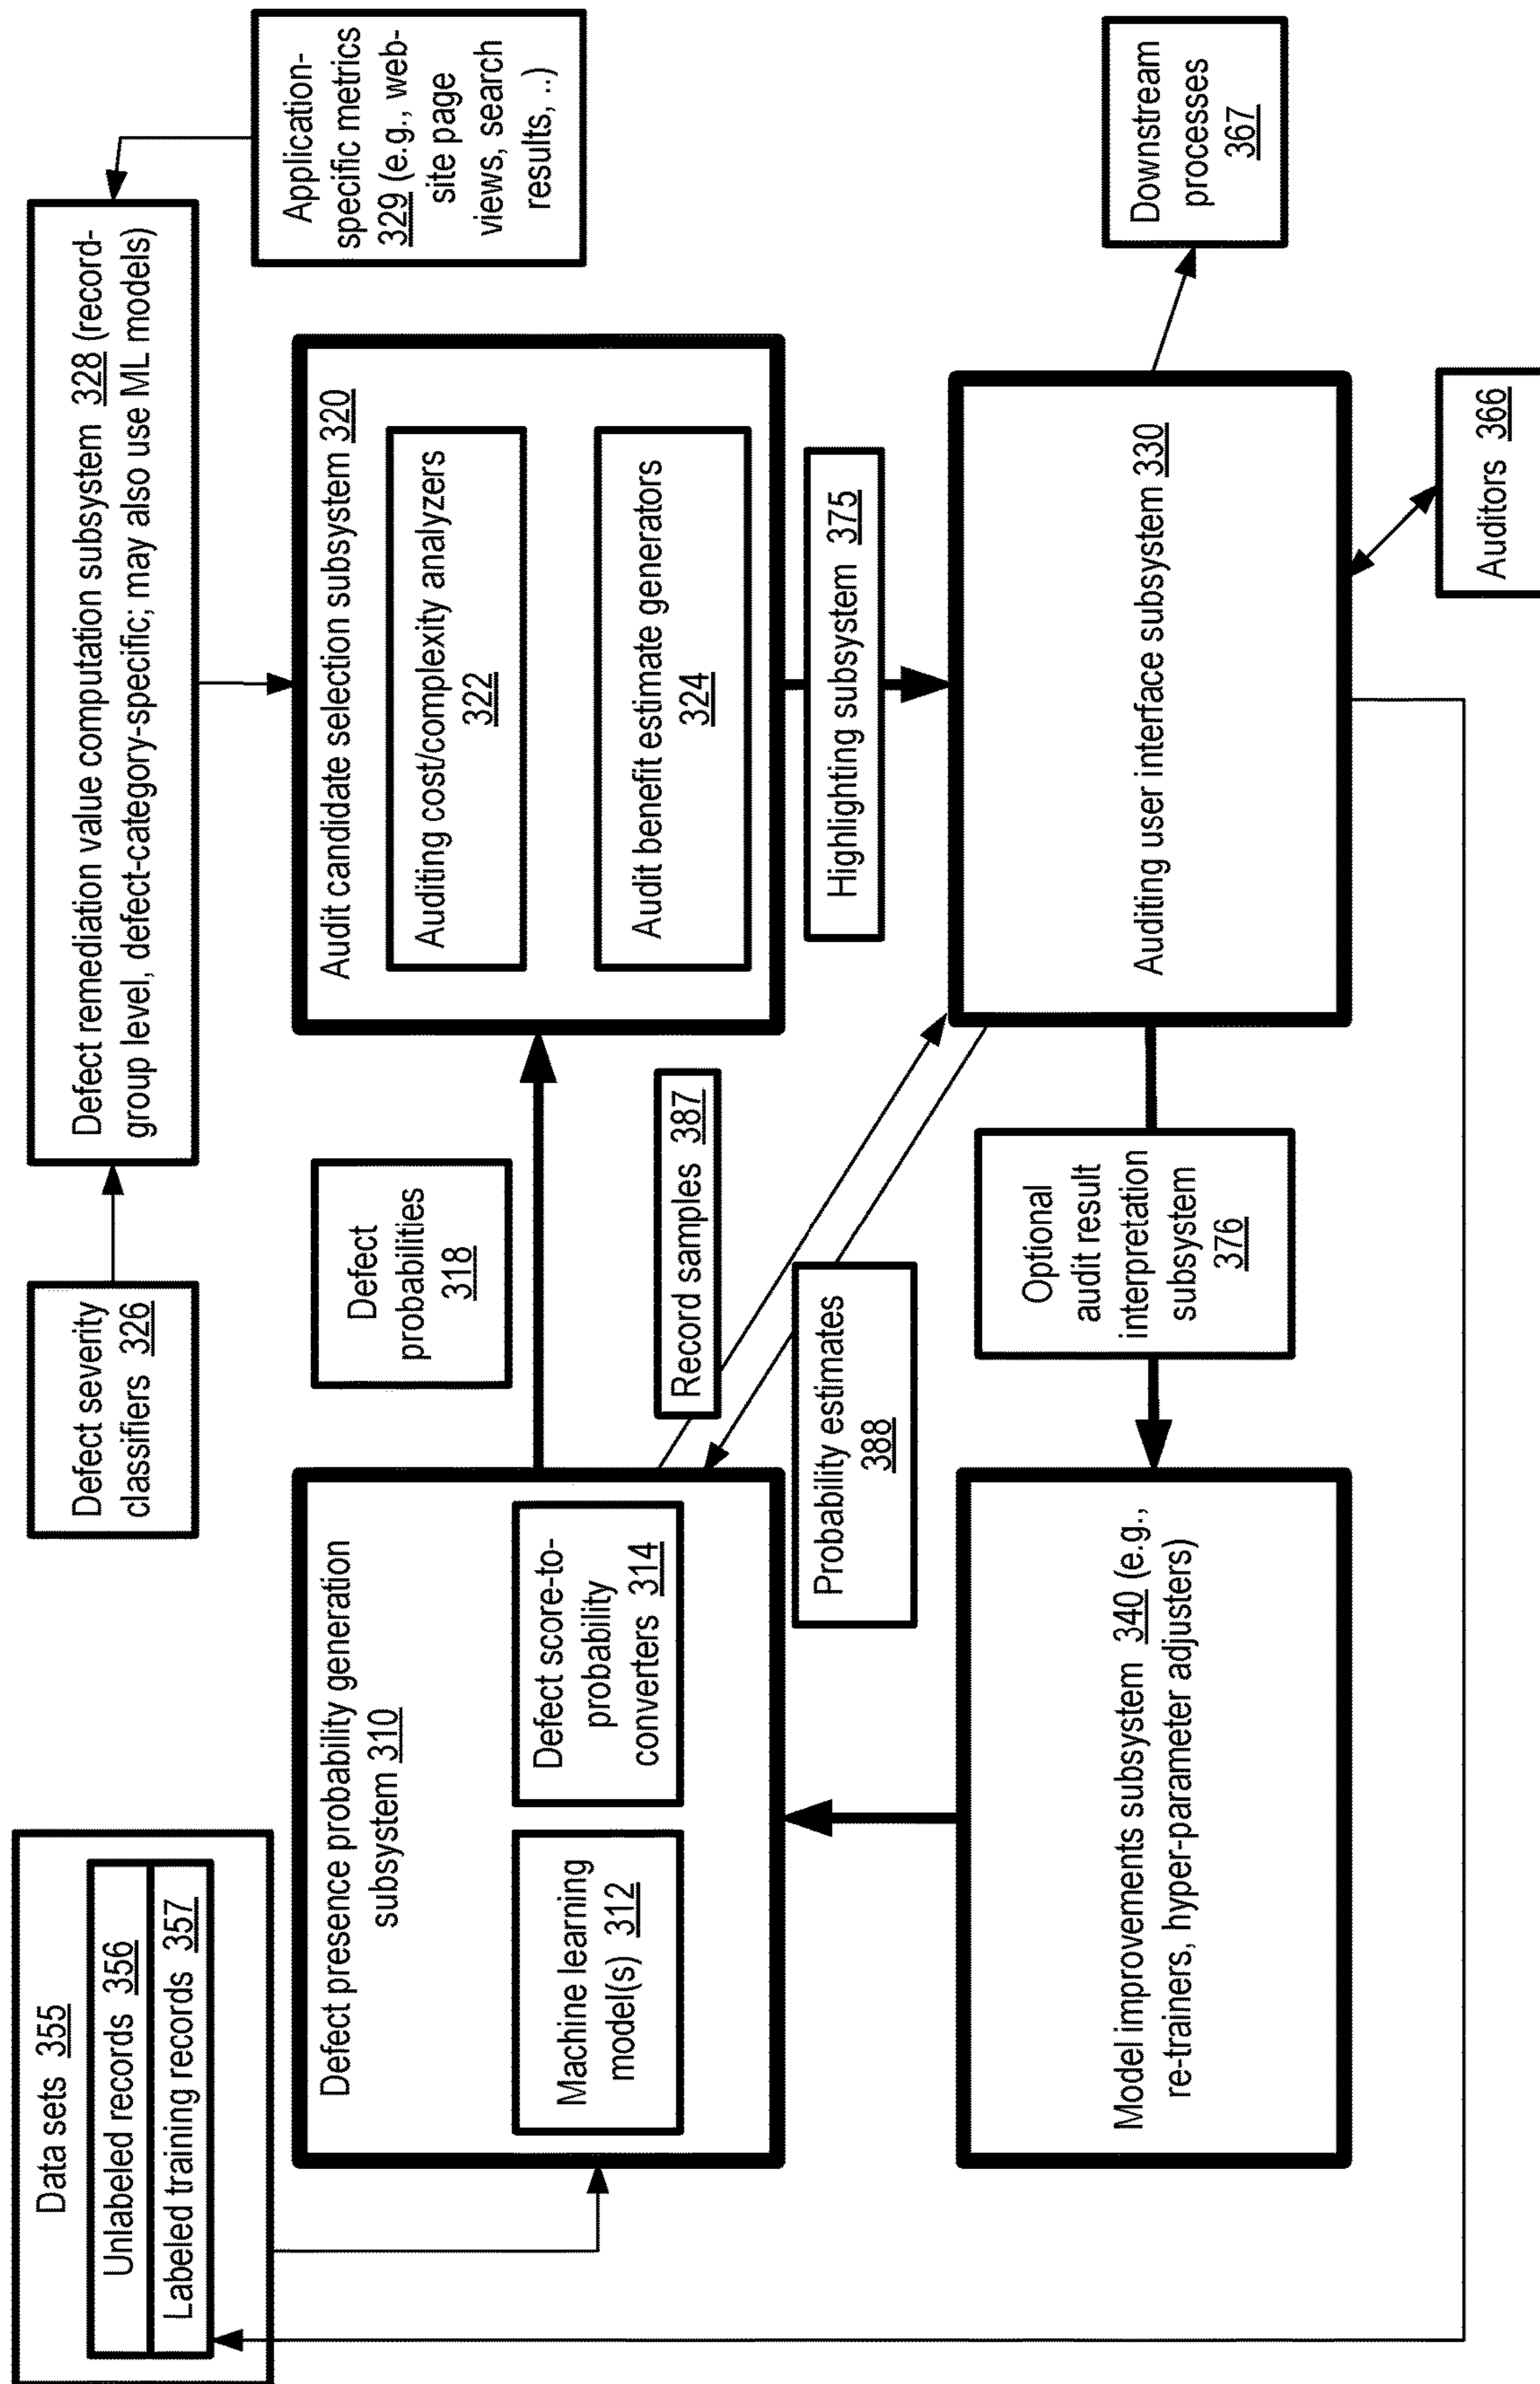 Data sets 355
Unlabeled records 356
Labeled training records 357
Defect severity
classifiers 326
Defect remediation value computation subsystem 328 (record-
group level, defect-category-specific; may also use ML models)
Application-
specific metrics
329 (e.g., web-
site page
views, search
results, ..)
Defect presence probability generation
subsystem 310
Machine learning
model(s) 312
Defect score-to-
probability
converters 314
Defect
probabilities
318
Audit candidate selection subsystem 320
Auditing cost/complexity analyzers
322
Audit benefit estimate generators
324
Record samples 387
Probability estimates
388
Highlighting subsystem 375
Model improvements subsystem 340 (e.g.,
re-trainers, hyper-parameter adjusters)
Optional
audit result
interpretation
subsystem
376
Auditing user interface subsystem 330
Downstream
processes
367
Auditors 366